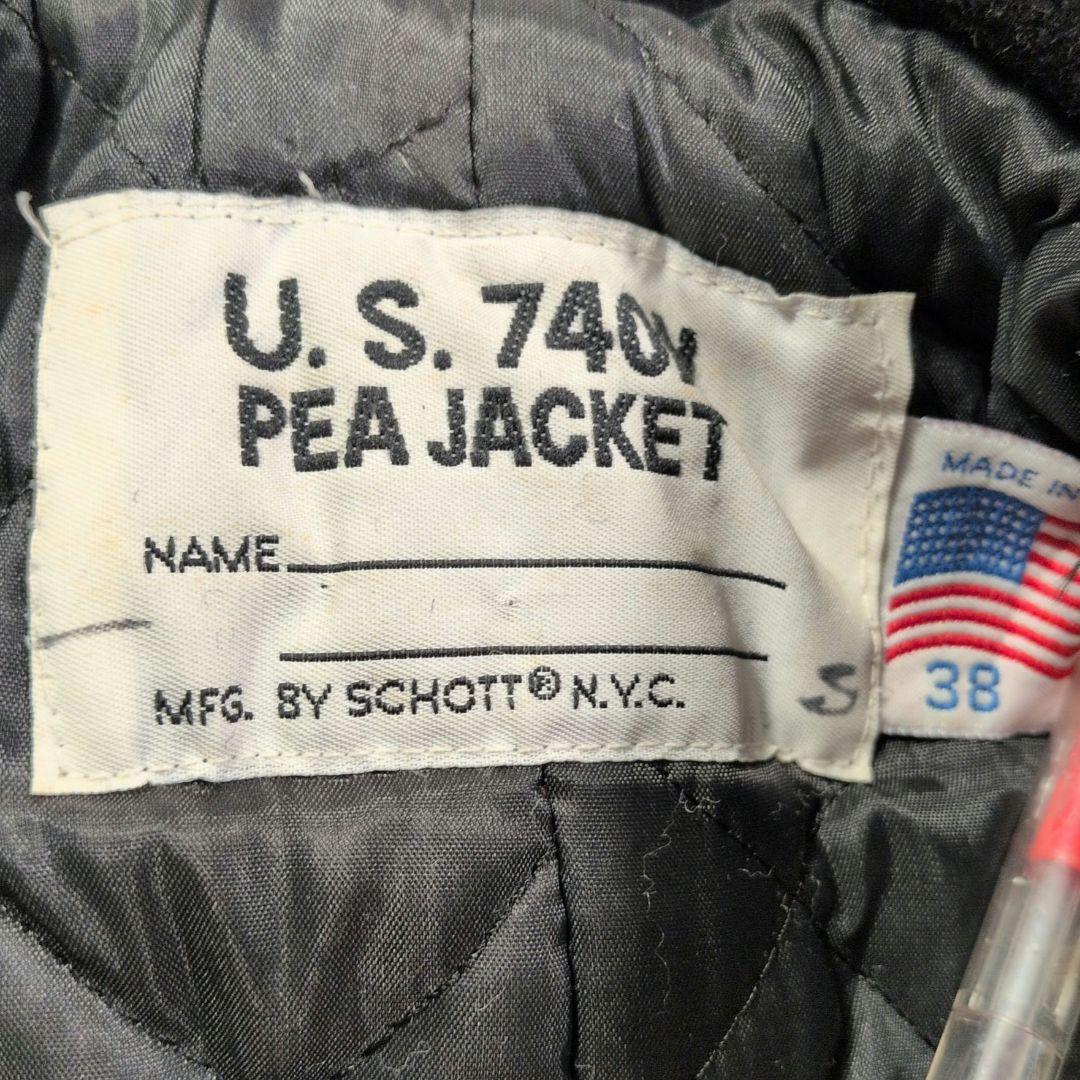 U. S. 740N
PEA JACKET
NAME
MFG. BY SCHOTT® N.Y.C.
S
MADE IN
38